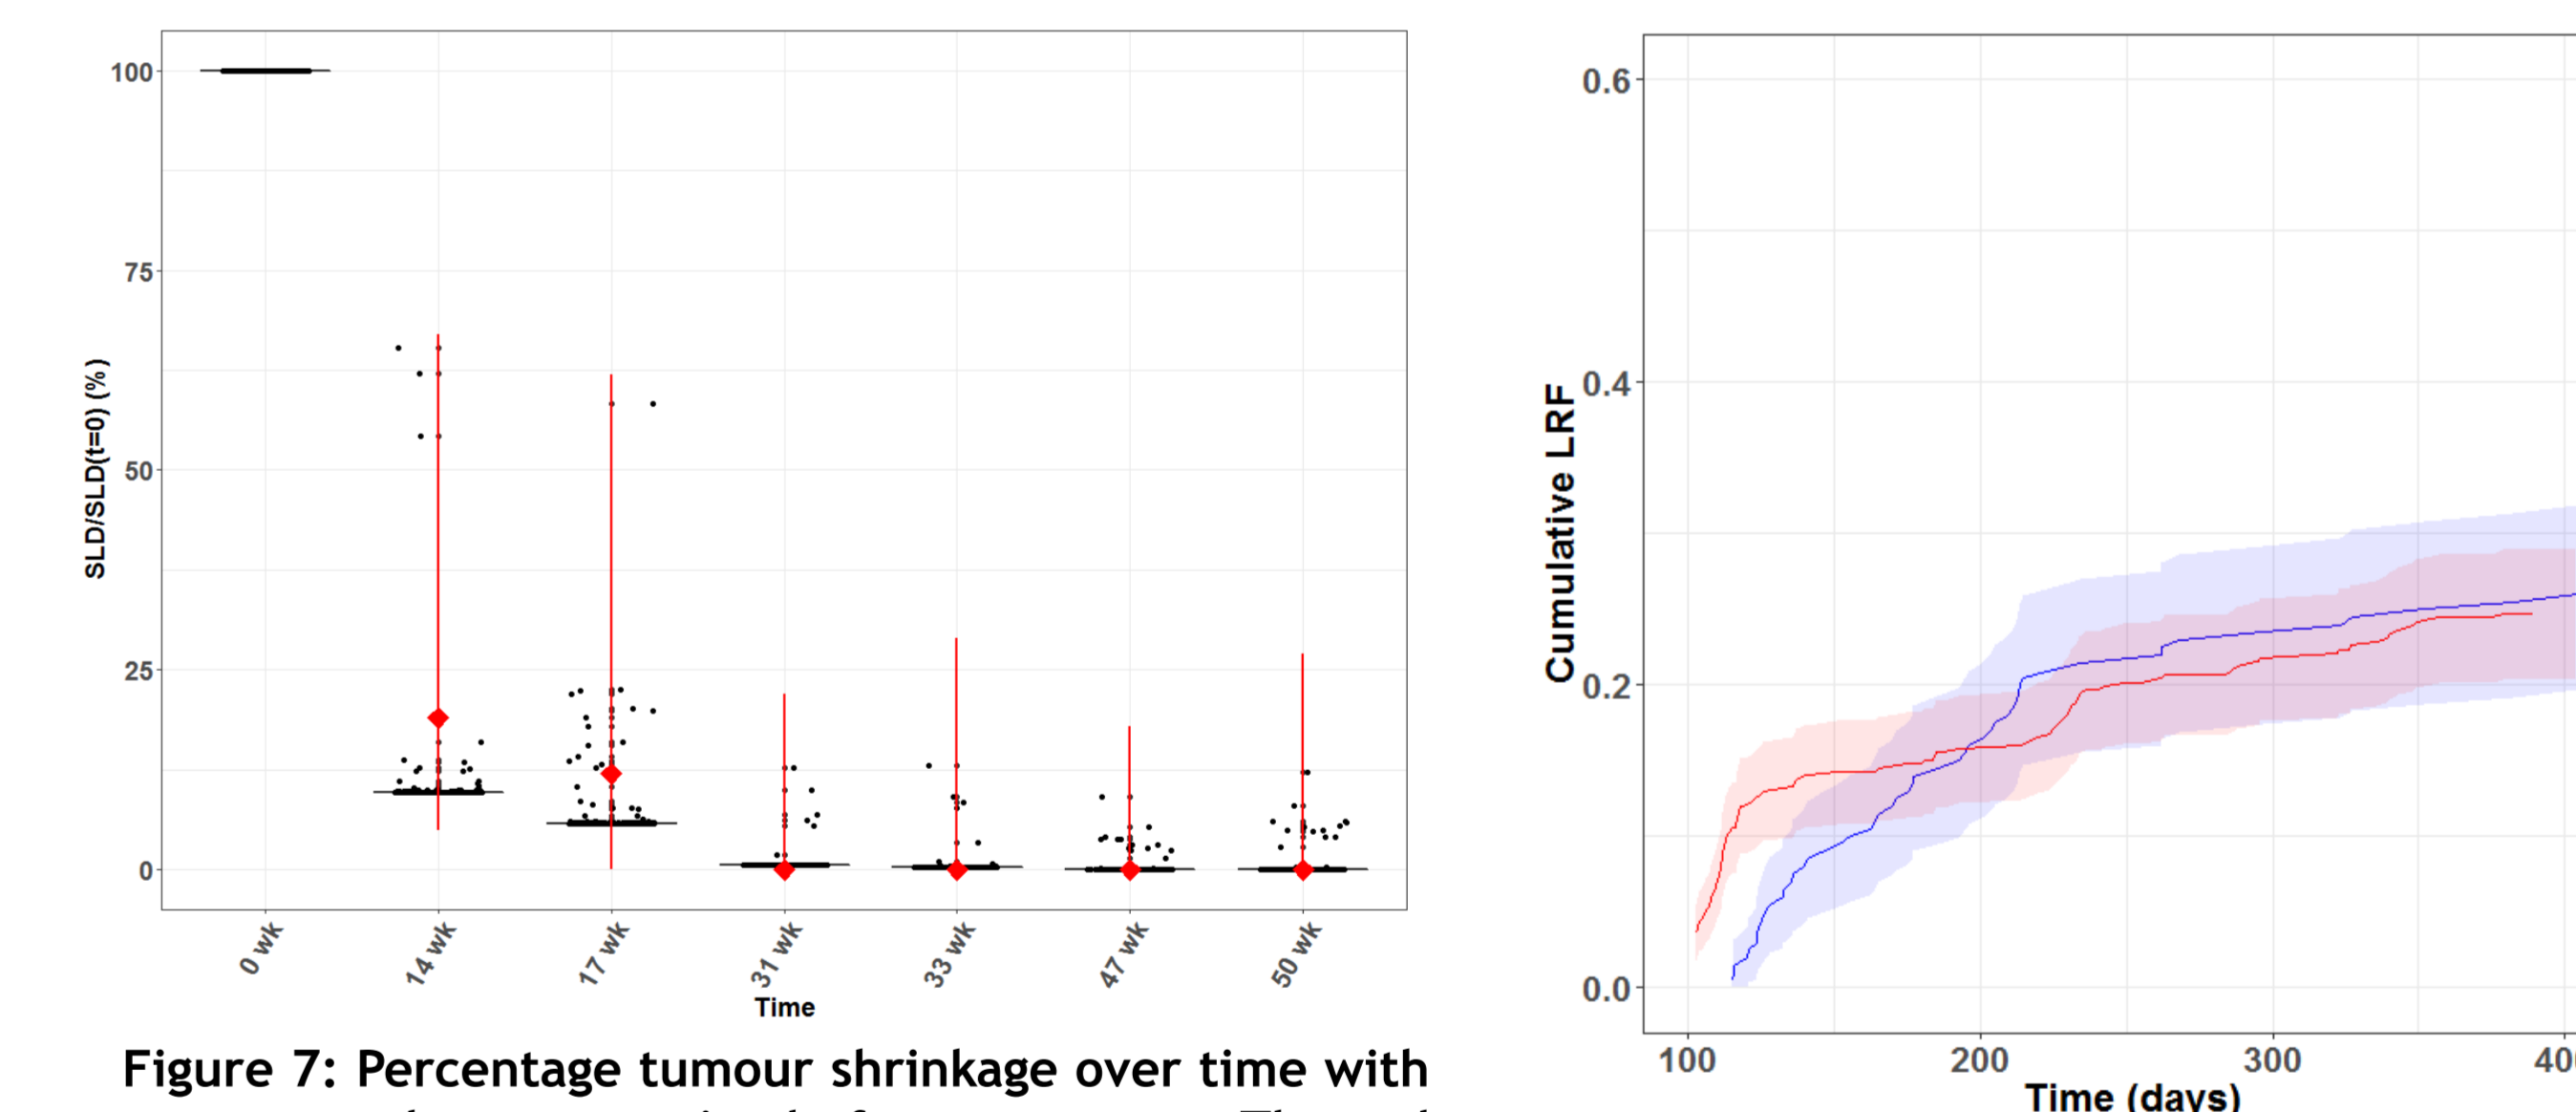 100
75
50
25
0
SLD/SLD(t=0) (%)
0 wk
14 wk
17 wk
31 wk
33 wk
47 wk
50 wk
Time
Figure 7: Percentage tumour shrinkage over time with
0.6
0.4
0.2
0.0
Cumulative LRF
100
200
300
Time (days)